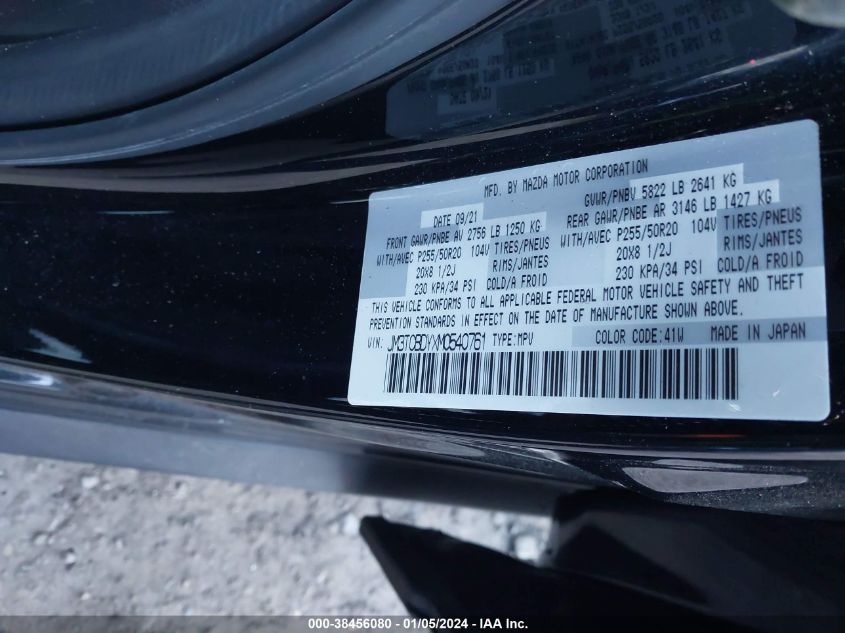 MFD. BY MAZDA MOTOR CORPORATION
DATE 09/21 GVWR/PNBV 5822 LB 2641 KG
FRONT GAWR/PNBE AV 2756 LB 1250 KG REAR GAWR/PNBE AR 3146 LB 1427 KG
WITH/AVEC P255/50R20 104V TIRES/PNEUS WITH/AVEC P255/50R20 104V TIRES/PNEUS
20X8 1/2J RIMS/JANTES 20X8 1/2J RIMS/JANTES
230 KPA/34 PSI COLD/A FROID 230 KPA/34 PSI COLD/A FROID
THIS VEHICLE CONFORMS TO ALL APPLICABLE FEDERAL MOTOR VEHICLE SAFETY AND THEFT
PREVENTION STANDARDS IN EFFECT ON THE DATE OF MANUFACTURE SHOWN ABOVE.
VIN: JM3TCBDYXM0540761 TYPE:MPV COLOR CODE:41W MADE IN JAPAN
000-38456080 - 01/05/2024 - IAA Inc.